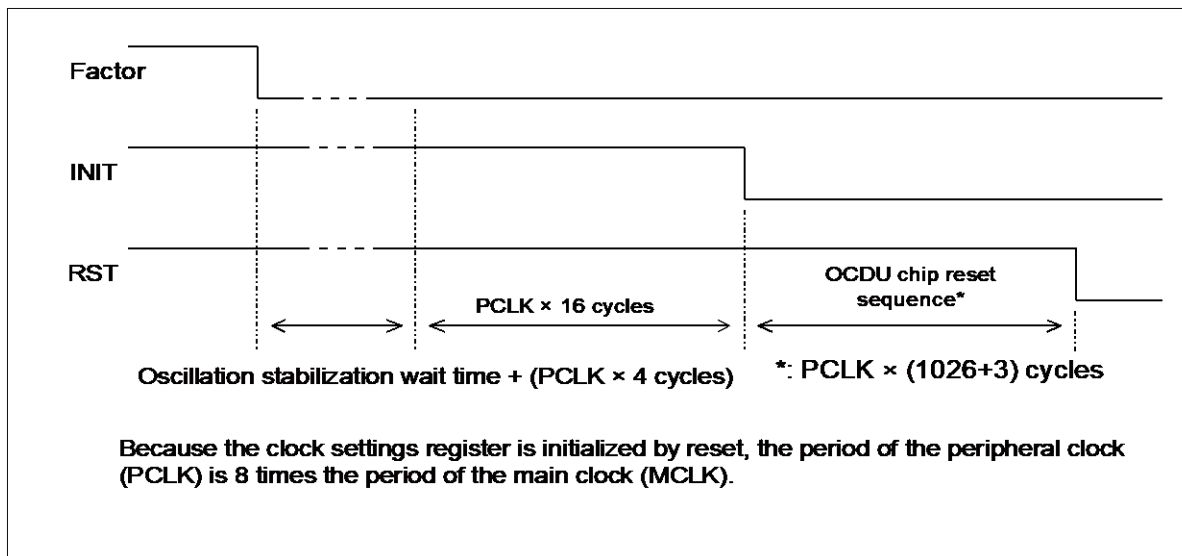 Factor
INIT
RST
OCDU chip reset
sequence*
PCLK × 16 cycles
Oscillation stabilization wait time + (PCLK × 4 cycles)
*: PCLK × (1026+3) cycles
Because the clock settings register is initialized by reset, the period of the peripheral clock
(PCLK) is 8 times the period of the main clock (MCLK).